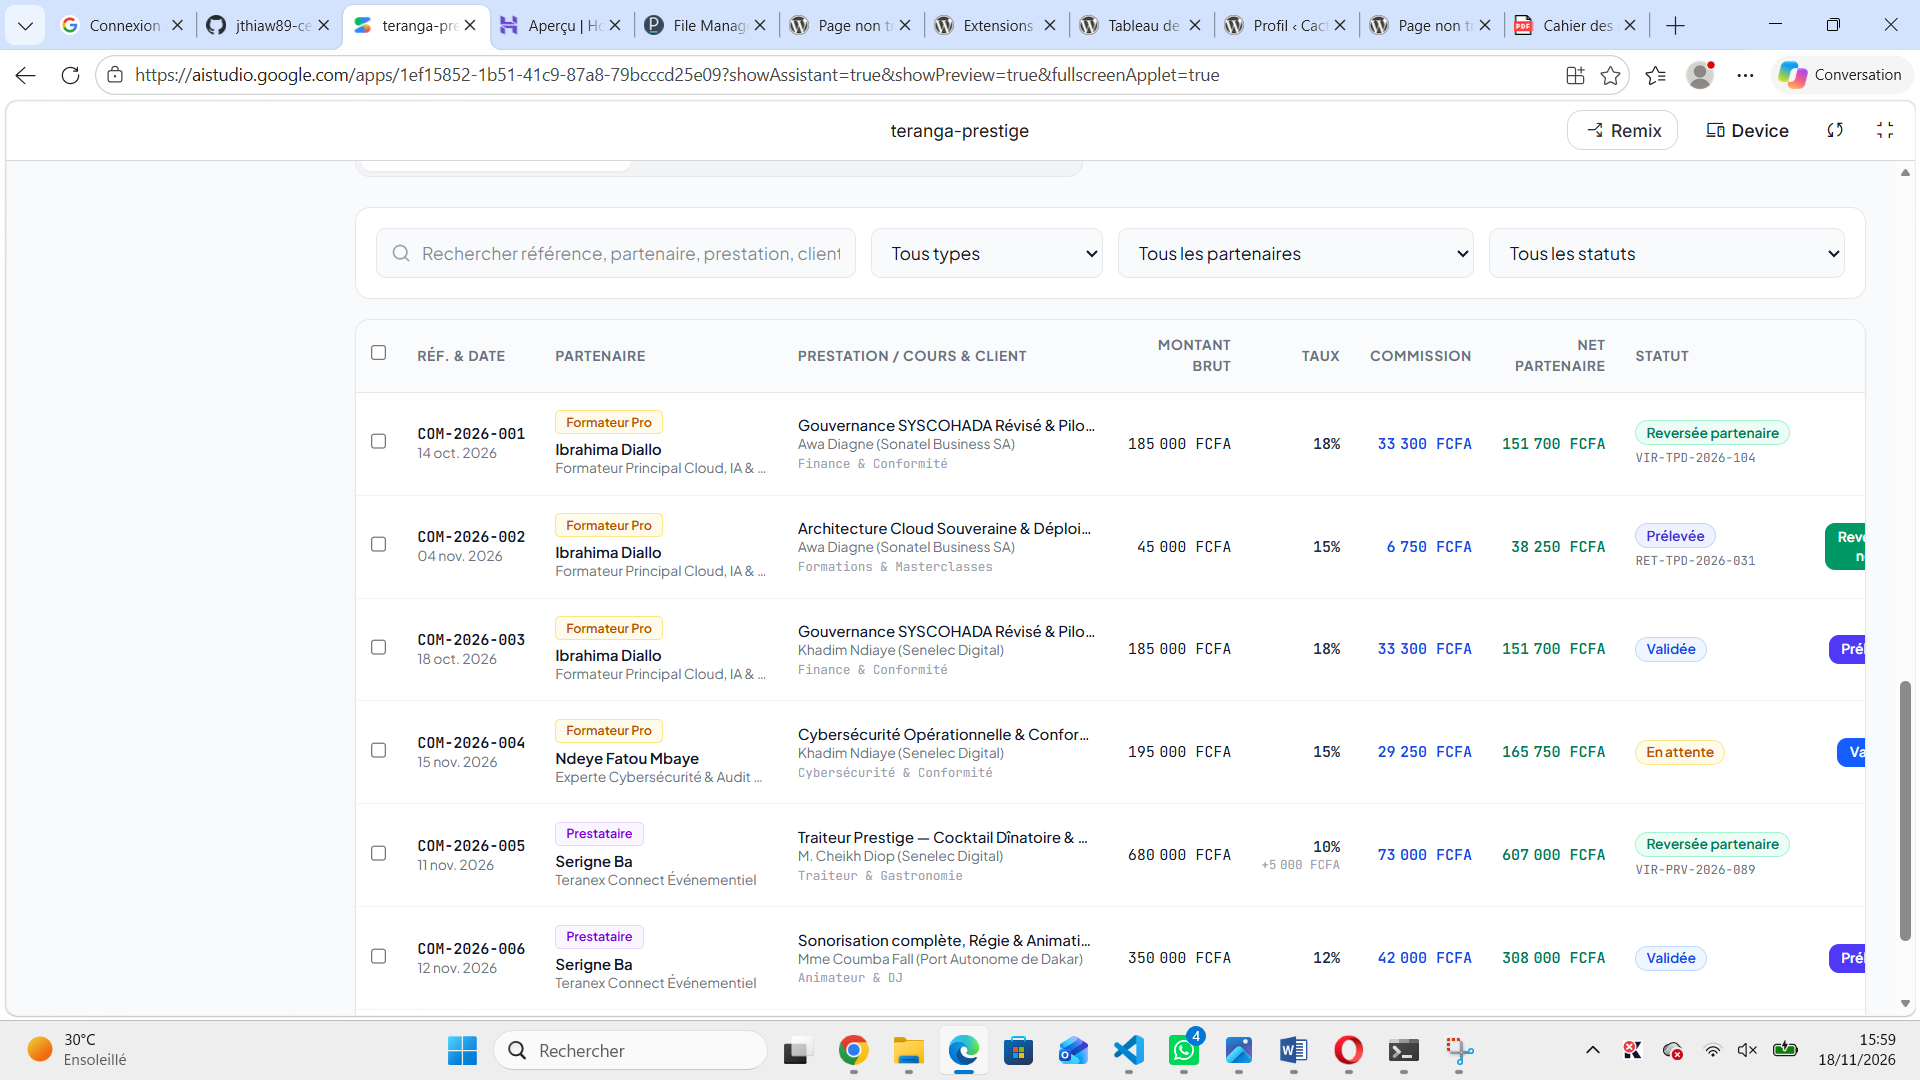 Connexion
jthiaw89-ce
teranga-pre
Aperçu | Ho
File Manag
Page non tr
Extensions
Tableau de
Profil ‹ Cact
Page non tr
Cahier des
https://aistudio.google.com/apps/1ef15852-1b51-41c9-87a8-79bcccd25e09?showAssistant=true&showPreview=true&fullscreenApplet=true
Conversation
teranga-prestige
Remix
Device
Rechercher référence, partenaire, prestation, client
Tous types
Tous les partenaires
Tous les statuts
RÉF. & DATE
PARTENAIRE
PRESTATION / COURS & CLIENT
MONTANT
BRUT
TAUX
COMMISSION
NET
PARTENAIRE
STATUT
COM-2026-001
14 oct. 2026
Formateur Pro
Ibrahima Diallo
Formateur Principal Cloud, IA & ...
Gouvernance SYSCOHADA Révisé & Pilo...
Awa Diagne (Sonatel Business SA)
Finance & Conformité
185 000 FCFA
18%
33 300 FCFA
151 700 FCFA
Reversée partenaire
VIR-TPD-2026-104
COM-2026-002
04 nov. 2026
Formateur Pro
Ibrahima Diallo
Formateur Principal Cloud, IA & ...
Architecture Cloud Souveraine & Déploi...
Awa Diagne (Sonatel Business SA)
Formations & Masterclasses
45 000 FCFA
15%
6 750 FCFA
38 250 FCFA
Prélevée
RET-TPD-2026-031
Reve
n
COM-2026-003
18 oct. 2026
Formateur Pro
Ibrahima Diallo
Formateur Principal Cloud, IA & ...
Gouvernance SYSCOHADA Révisé & Pilo...
Khadim Ndiaye (Senelec Digital)
Finance & Conformité
185 000 FCFA
18%
33 300 FCFA
151 700 FCFA
Validée
Prél
COM-2026-004
15 nov. 2026
Formateur Pro
Ndeye Fatou Mbaye
Experte Cybersécurité & Audit ...
Cybersécurité Opérationnelle & Confor...
Khadim Ndiaye (Senelec Digital)
Cybersécurité & Conformité
195 000 FCFA
15%
29 250 FCFA
165 750 FCFA
En attente
Va
COM-2026-005
11 nov. 2026
Prestataire
Serigne Ba
Teranex Connect Événementiel
Traiteur Prestige — Cocktail Dînatoire & ...
M. Cheikh Diop (Senelec Digital)
Traiteur & Gastronomie
680 000 FCFA
10%
+5 000 FCFA
73 000 FCFA
607 000 FCFA
Reversée partenaire
VIR-PRV-2026-089
COM-2026-006
12 nov. 2026
Prestataire
Serigne Ba
Teranex Connect Événementiel
Sonorisation complète, Régie & Animati...
Mme Coumba Fall (Port Autonome de Dakar)
Animateur & DJ
350 000 FCFA
12%
42 000 FCFA
308 000 FCFA
Validée
Prél
30°C
Ensoleillé
Rechercher
4
15:59
18/11/2026